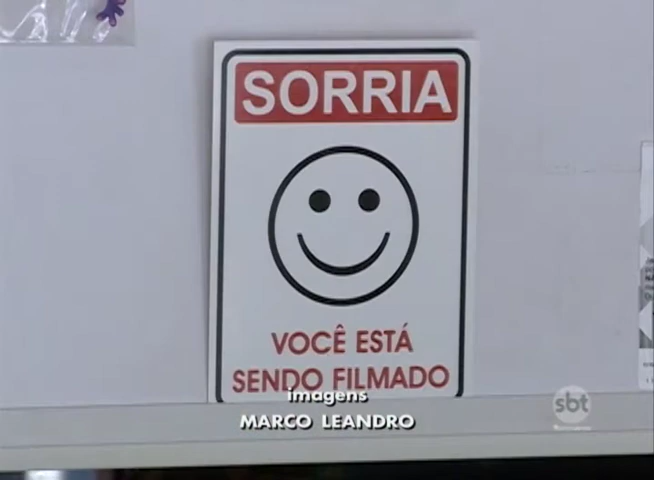 SORRIA
VOCÊ ESTÁ
SENDO FILMADO
imagens
MARCO LEANDRO
sbt